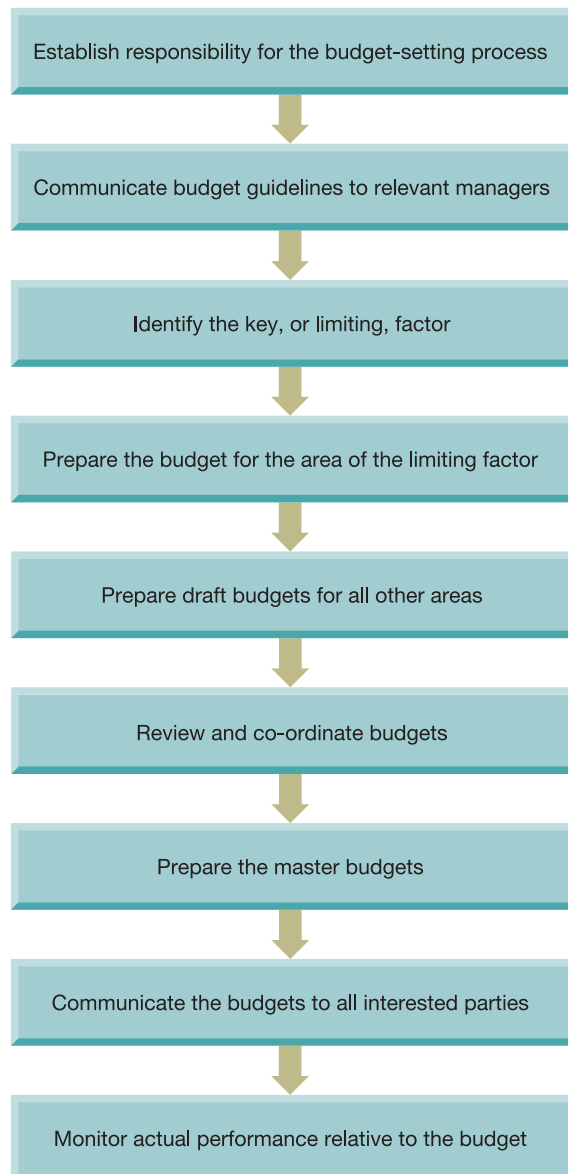 Establish responsibility for the budget-setting process
Communicate budget guidelines to relevant managers
Identify the key, or limiting, factor
Prepare the budget for the area of the limiting factor
Prepare draft budgets for all other areas
Review and co-ordinate budgets
Prepare the master budgets
Communicate the budgets to all interested parties
Monitor actual performance relative to the budget